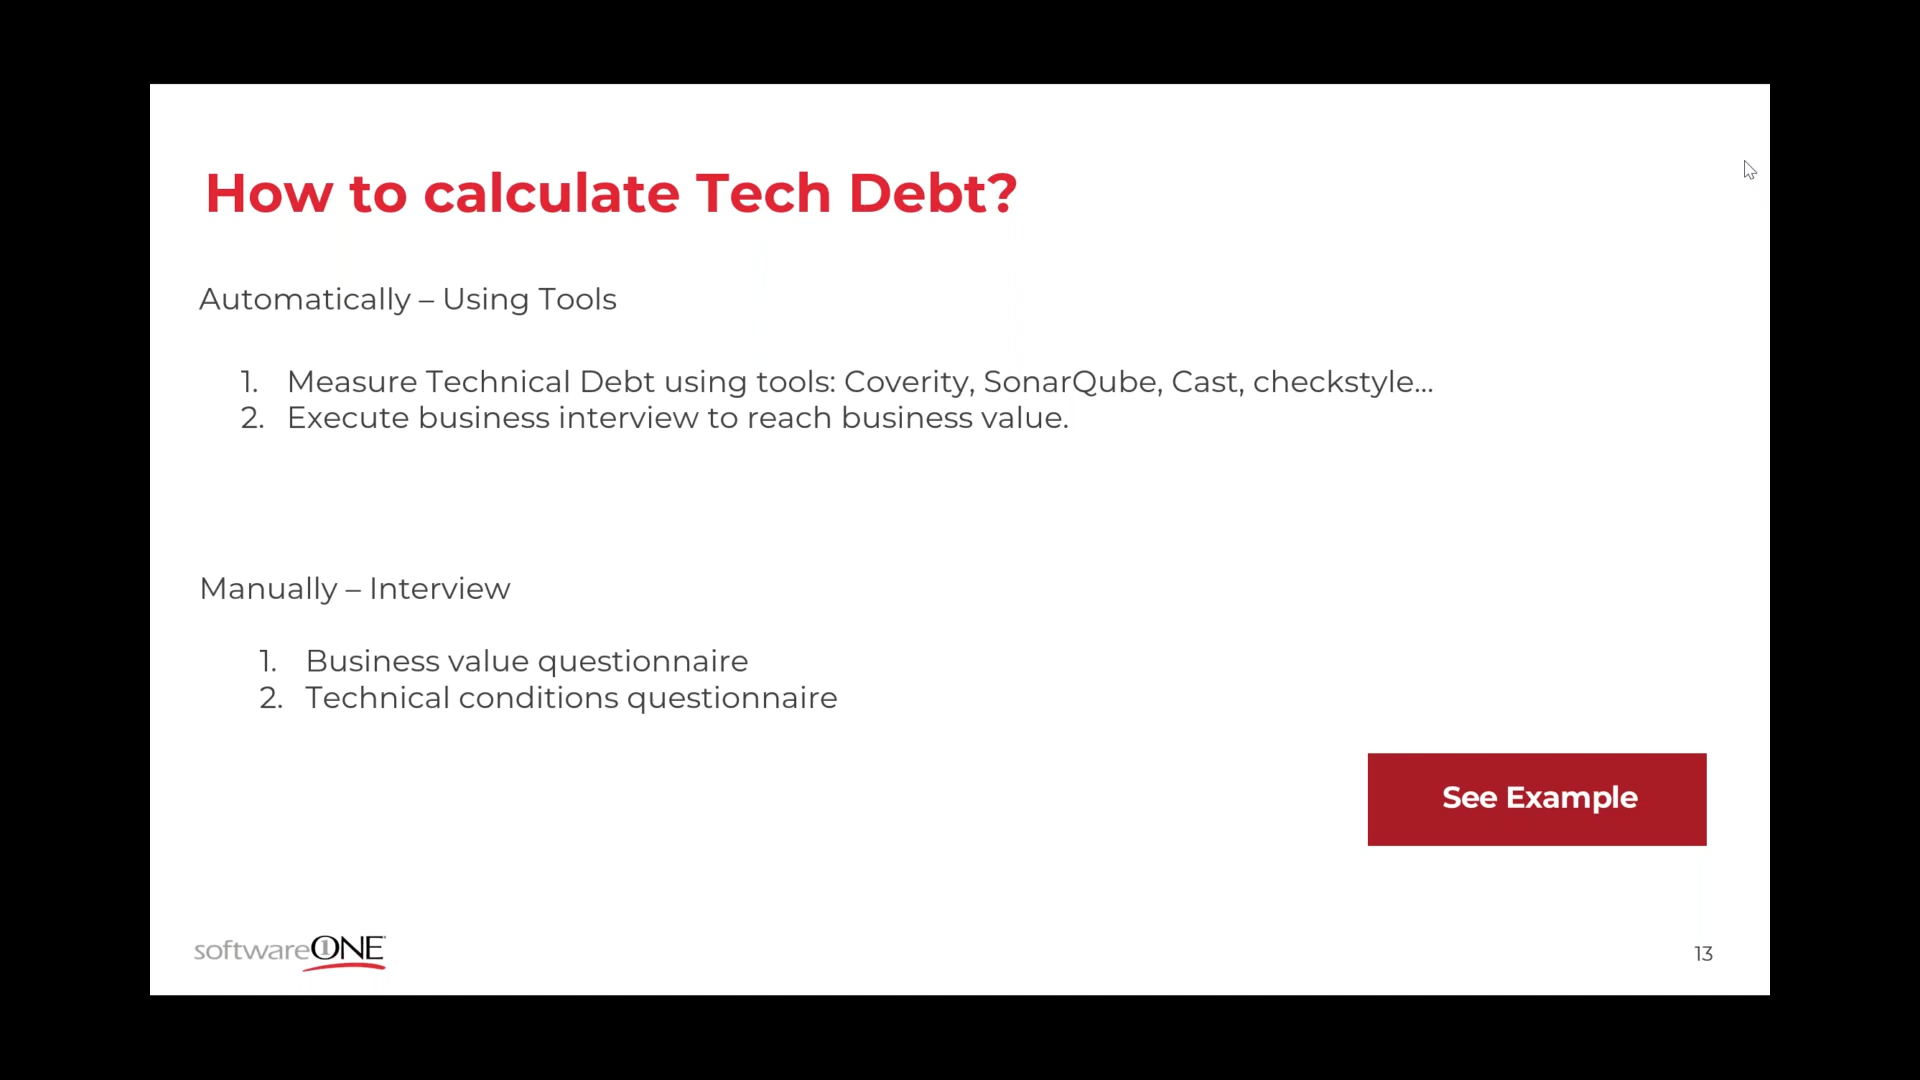 How to calculate Tech Debt?
Automatically – Using Tools
1. Measure Technical Debt using tools: Coverity, SonarQube, Cast, checkstyle...
2. Execute business interview to reach business value.
Manually – Interview
1. Business value questionnaire
2. Technical conditions questionnaire
See Example
softwareONE
13